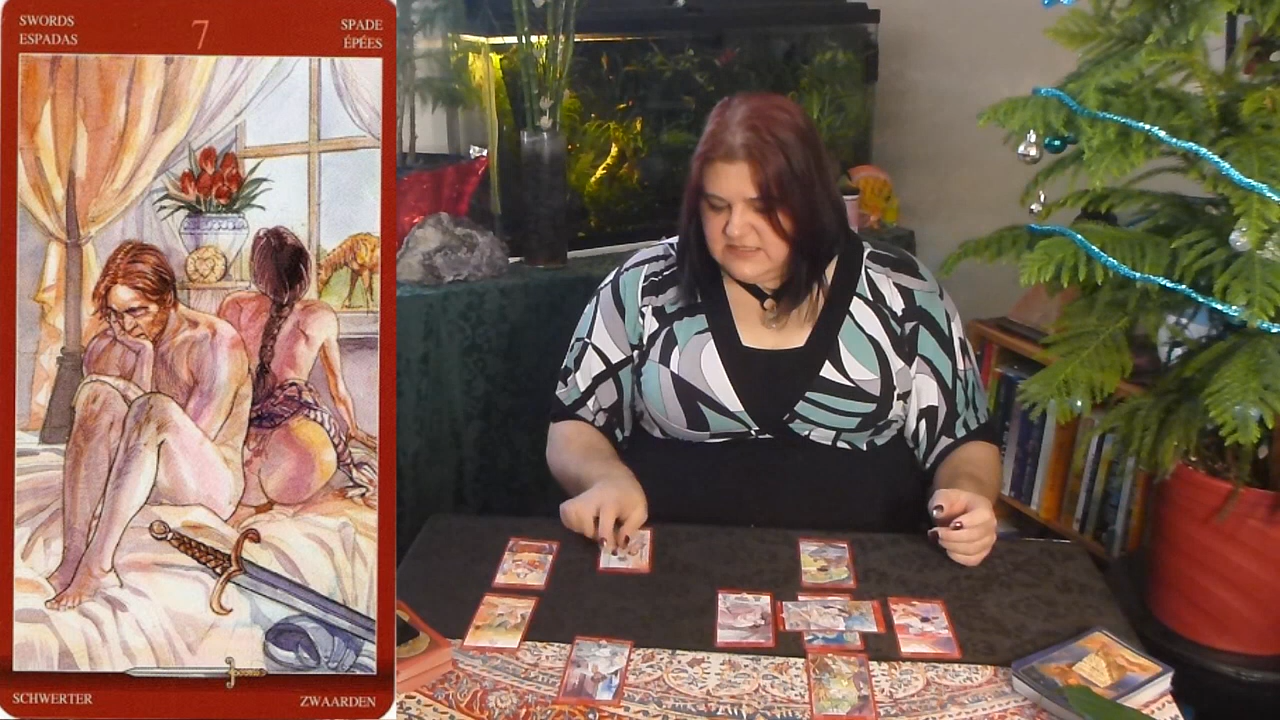 SWORDS
ESPADAS
7
SPADE
ÉPÉES
SCHWERTER
ZWAARDEN